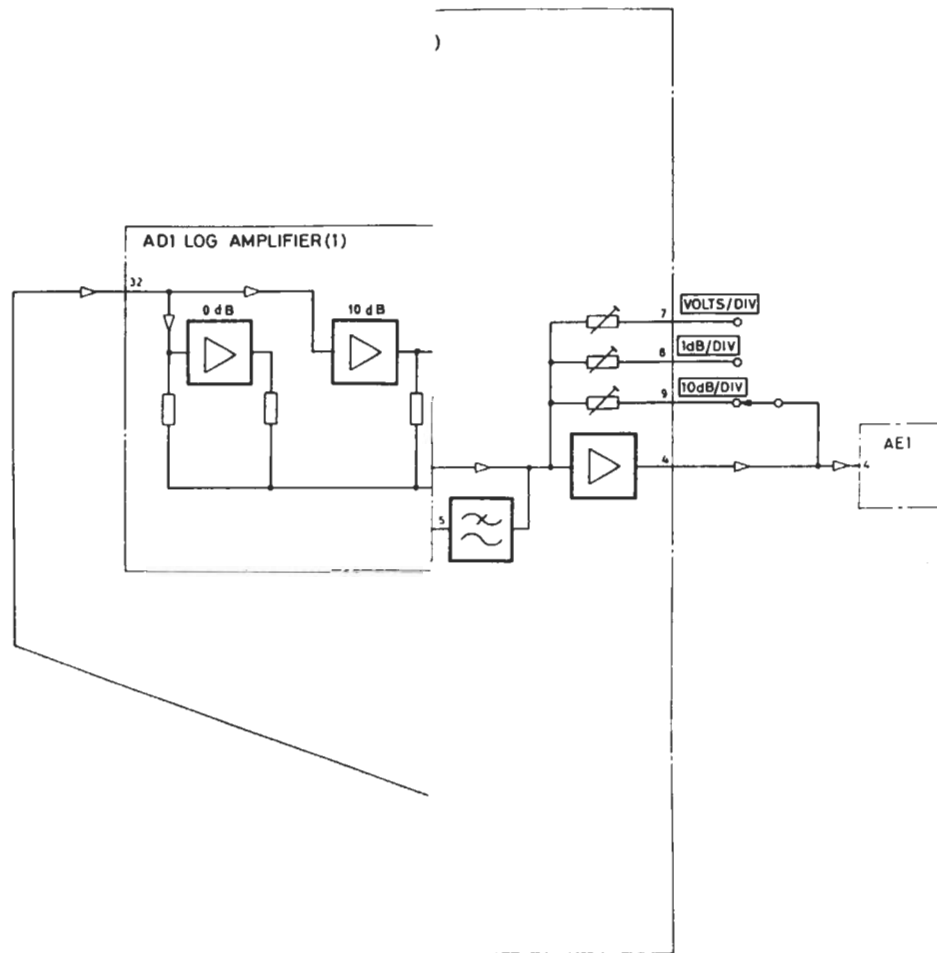 )
AD1 LOG AMPLIFIER(1)
32
0 dB
10 dB
7
VOLTS/DIV
8
1dB/DIV
9
10dB/DIV
4
AE1
4
5